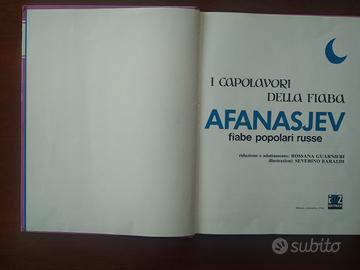 I CAPOLAVORI
DELLA FIABA
AFANASJEV
fiabe popolari russe
riduzione e adattamento: ROSSANA GUARNIERI
illustrazioni: SEVERINO BARALDI
subito